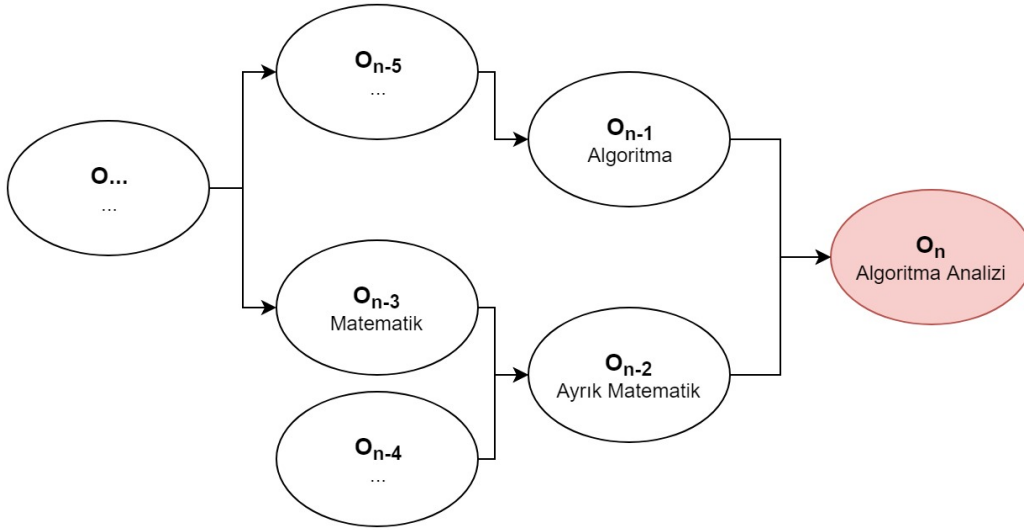 O...
...
Oₙ₋₅
...
Oₙ₋₃
Matematik
Oₙ₋₄
...
Oₙ₋₁
Algoritma
Oₙ₋₂
Ayrık Matematik
Oₙ
Algoritma Analizi